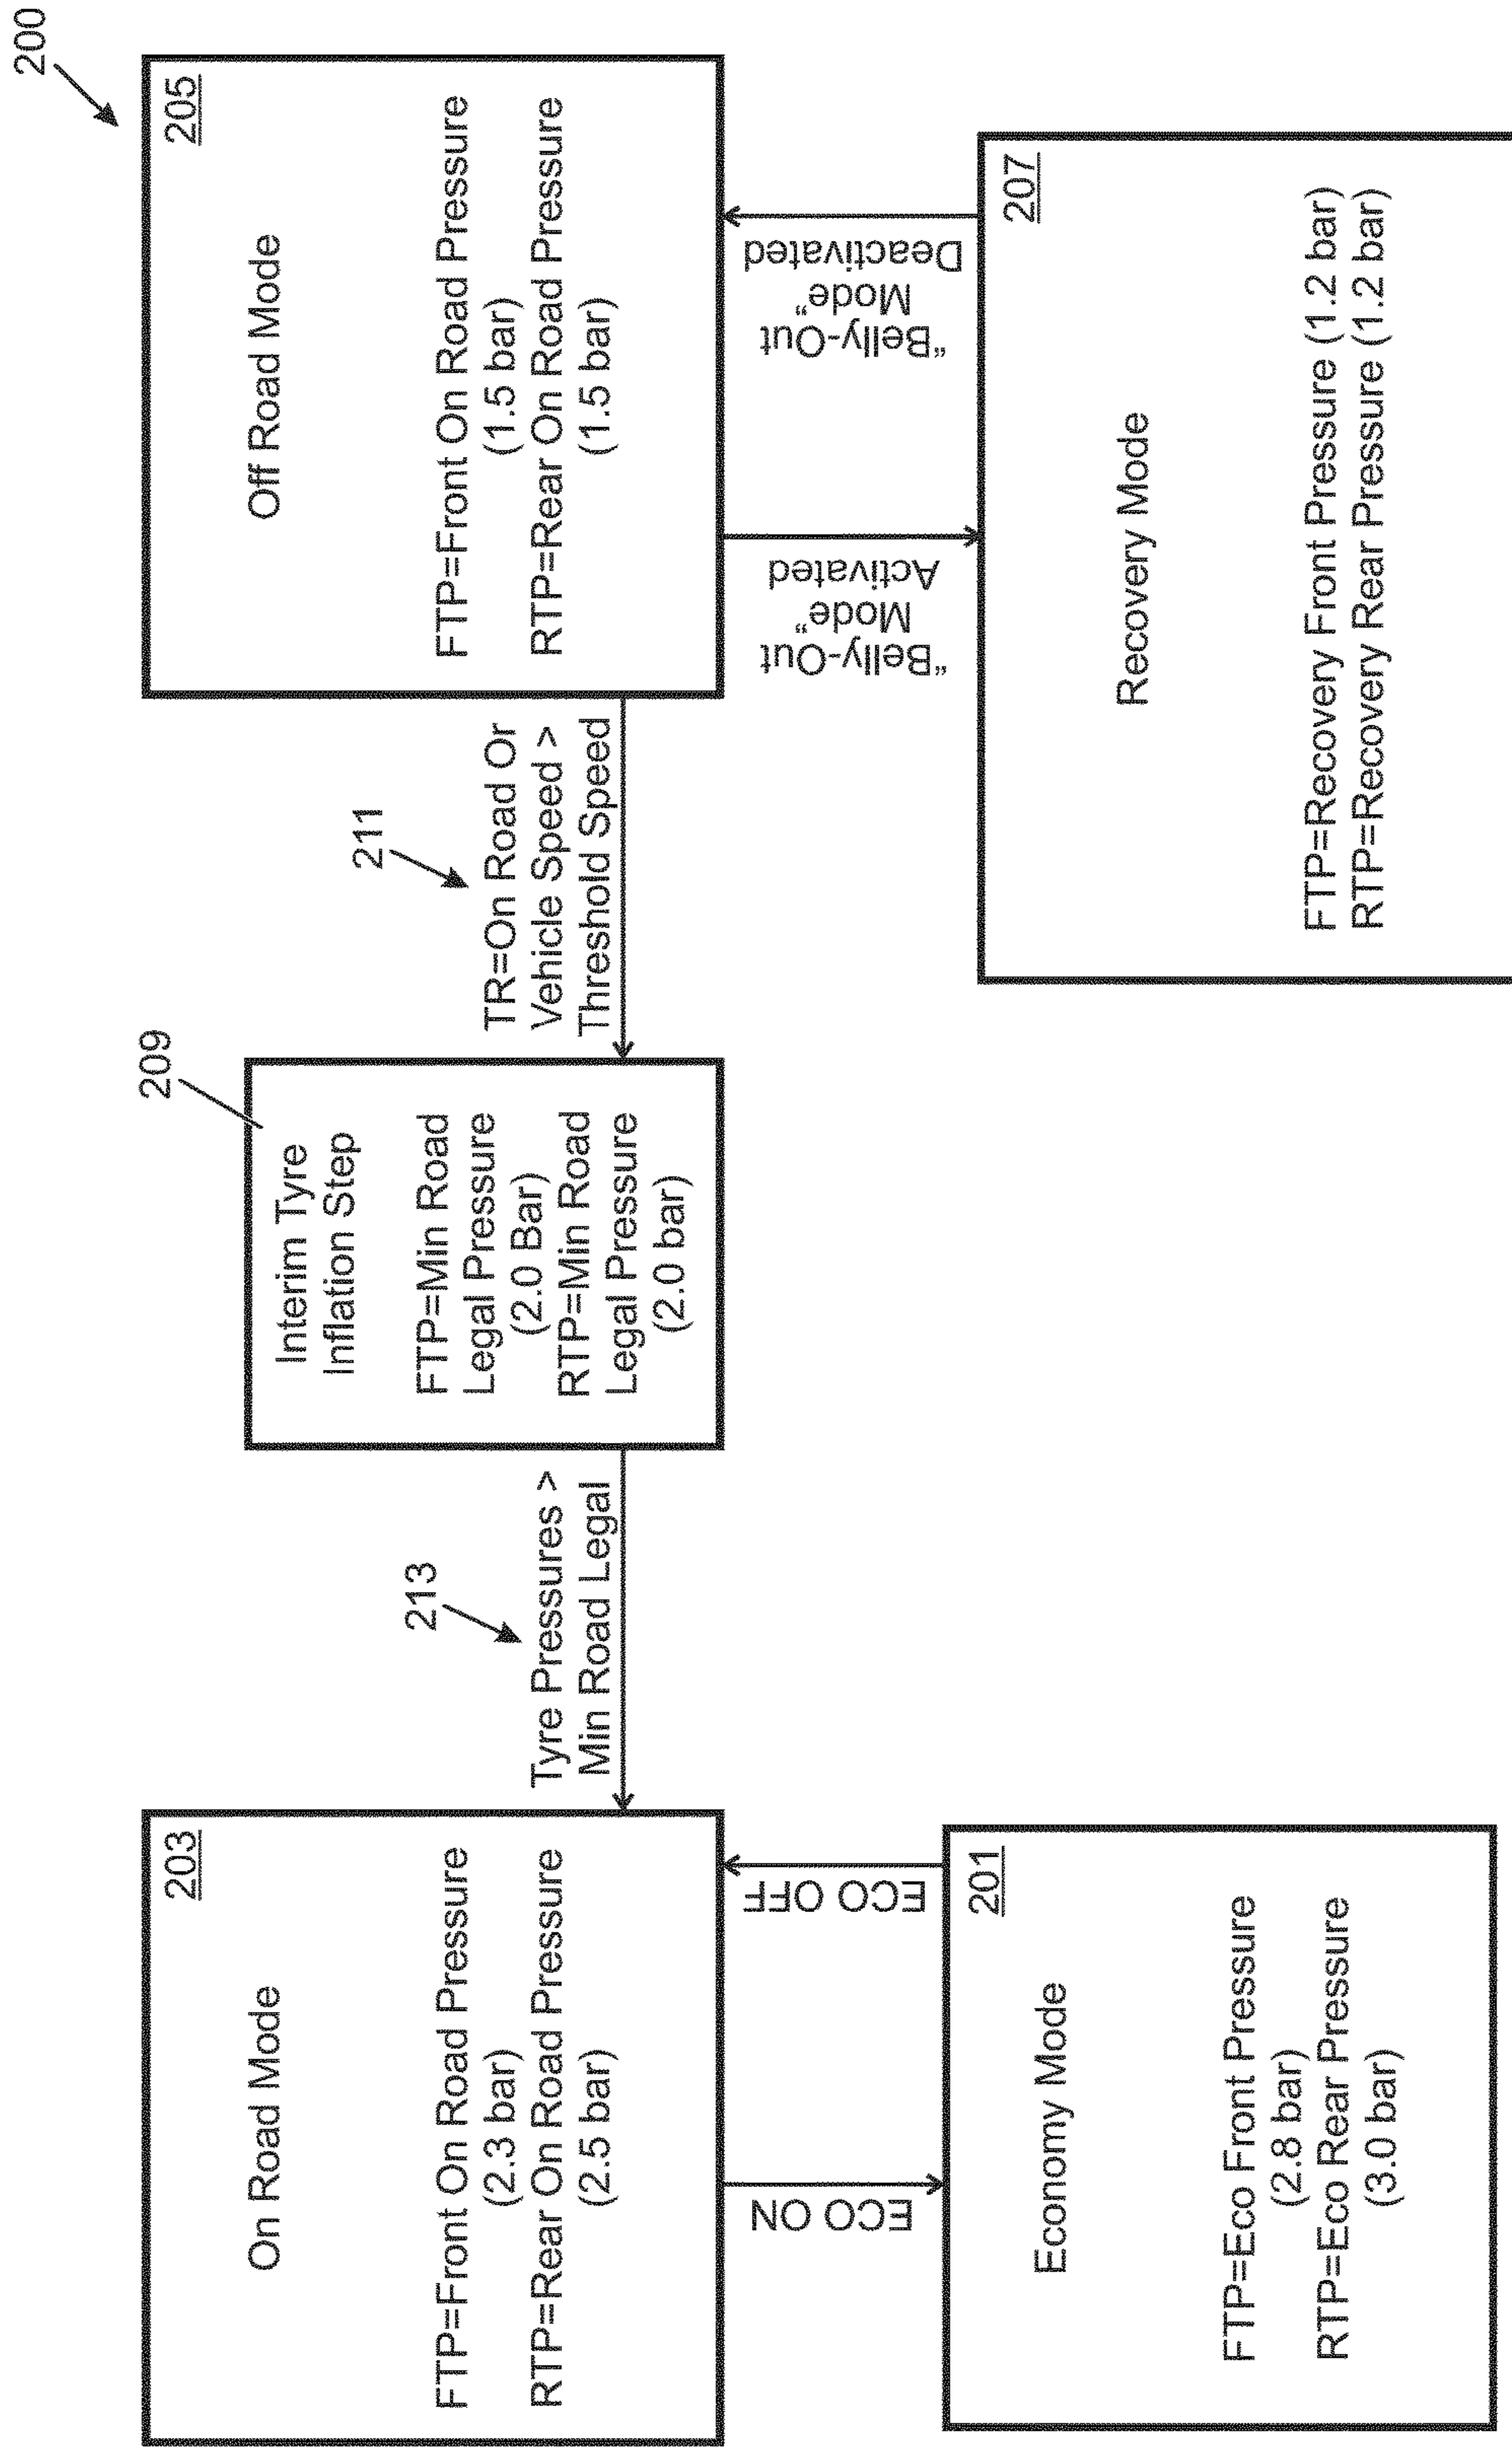 200
203
On Road Mode
FTP=Front On Road Pressure
(2.3 bar)
RTP=Rear On Road Pressure
(2.5 bar)
213
Tyre Pressures >
Min Road Legal
209
Interim Tyre
Inflation Step
FTP=Min Road
Legal Pressure
(2.0 Bar)
RTP=Min Road
Legal Pressure
(2.0 bar)
211
TR=On Road Or
Vehicle Speed >
Threshold Speed
205
Off Road Mode
FTP=Front On Road Pressure
(1.5 bar)
RTP=Rear On Road Pressure
(1.5 bar)
ECO ON
ECO OFF
"Belly-Out
Mode"
Activated
"Belly-Out
Mode"
Deactivated
201
Economy Mode
FTP=Eco Front Pressure
(2.8 bar)
RTP=Eco Rear Pressure
(3.0 bar)
207
Recovery Mode
FTP=Recovery Front Pressure (1.2 bar)
RTP=Recovery Rear Pressure (1.2 bar)